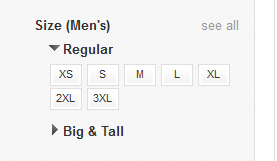 Size (Men's) see all
Regular
XS S M L XL
2XL 3XL
Big & Tall